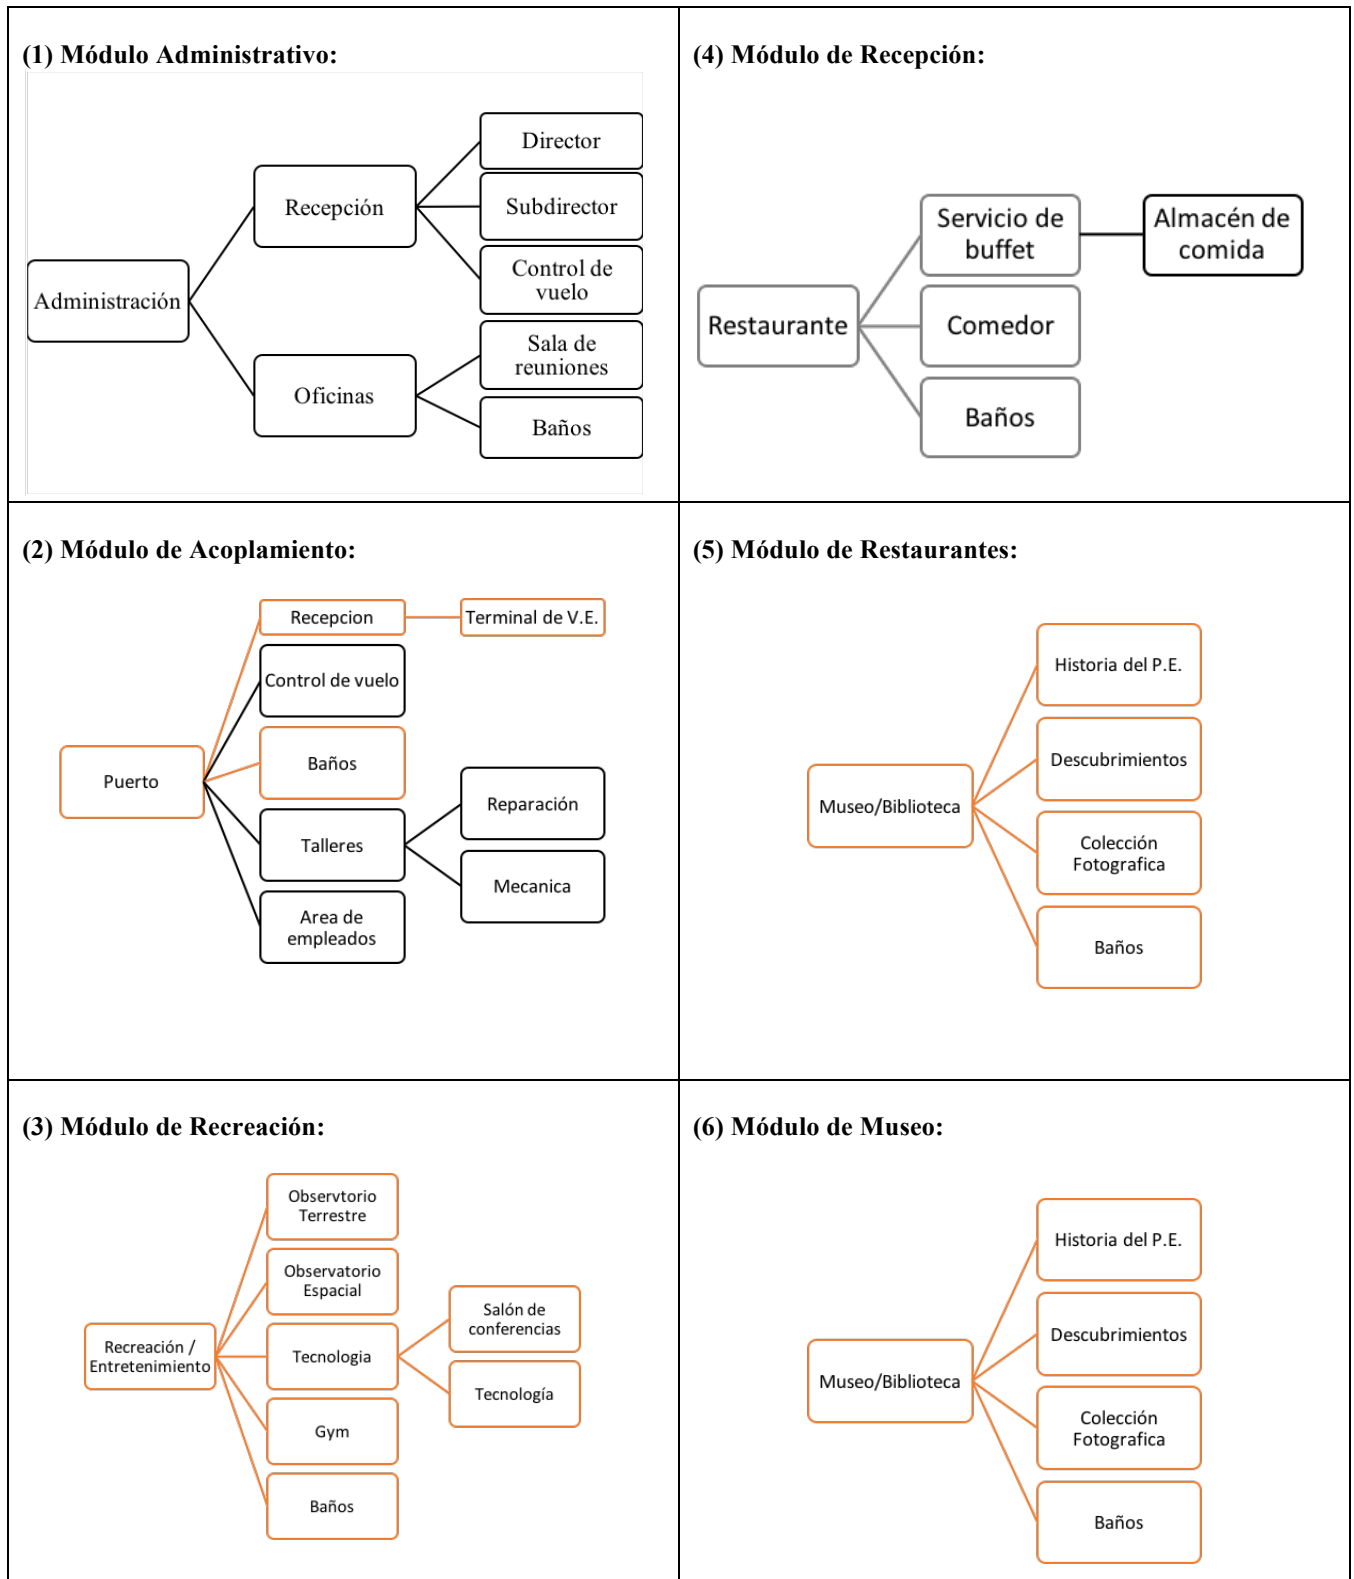 (1) Módulo Administrativo:
Administración
Recepción
Oficinas
Director
Subdirector
Control de
vuelo
Sala de
reuniones
Baños
(4) Módulo de Recepción:
Restaurante
Servicio de
buffet
Comedor
Baños
Almacén de
comida
(2) Módulo de Acoplamiento:
Puerto
Recepcion
Control de vuelo
Baños
Talleres
Area de
empleados
Terminal de V.E.
Reparación
Mecanica
(5) Módulo de Restaurantes:
Museo/Biblioteca
Historia del P.E.
Descubrimientos
Colección
Fotografica
Baños
(3) Módulo de Recreación:
Recreación /
Entretenimiento
Observtorio
Terrestre
Observatorio
Espacial
Tecnologia
Gym
Baños
Salón de
conferencias
Tecnología
(6) Módulo de Museo:
Museo/Biblioteca
Historia del P.E.
Descubrimientos
Colección
Fotografica
Baños